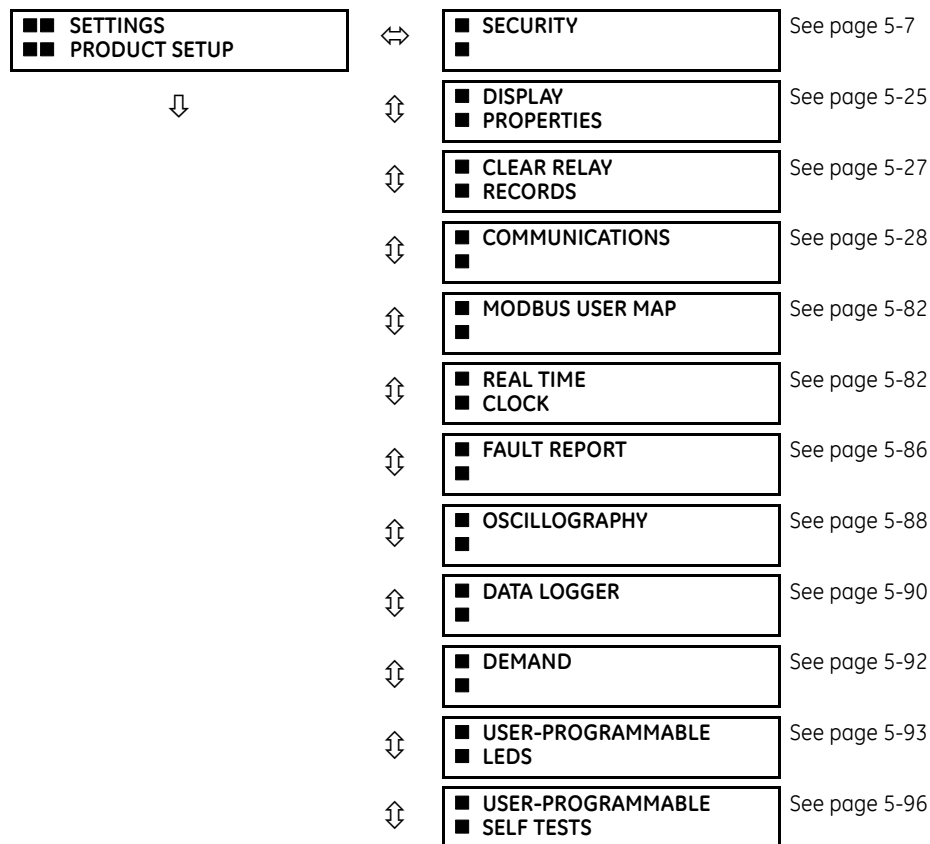 ■■ SETTINGS
■■ PRODUCT SETUP
■ SECURITY
■
See page 5-7
■ DISPLAY
■ PROPERTIES
See page 5-25
■ CLEAR RELAY
■ RECORDS
See page 5-27
■ COMMUNICATIONS
■
See page 5-28
■ MODBUS USER MAP
■
See page 5-82
■ REAL TIME
■ CLOCK
See page 5-82
■ FAULT REPORT
■
See page 5-86
■ OSCILLOGRAPHY
■
See page 5-88
■ DATA LOGGER
■
See page 5-90
■ DEMAND
■
See page 5-92
■ USER-PROGRAMMABLE
■ LEDS
See page 5-93
■ USER-PROGRAMMABLE
■ SELF TESTS
See page 5-96